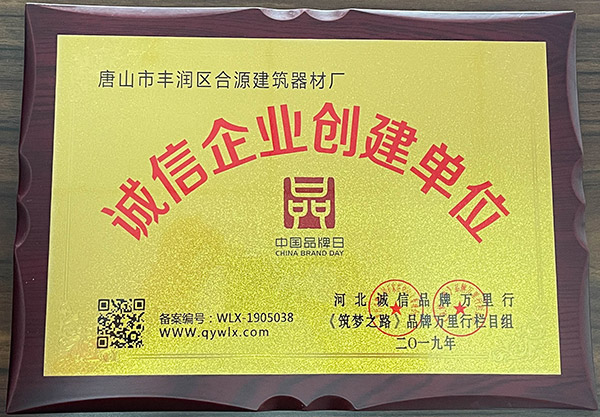 唐山市丰润区合源建筑器材厂
诚信企业创建单位
品
中国品牌日
CHINA BRAND DAY
备案编号：WLX-1905038
www.qywlx.com
河北诚信品牌万里行
《筑梦之路》品牌万里行栏目组
二〇一九年